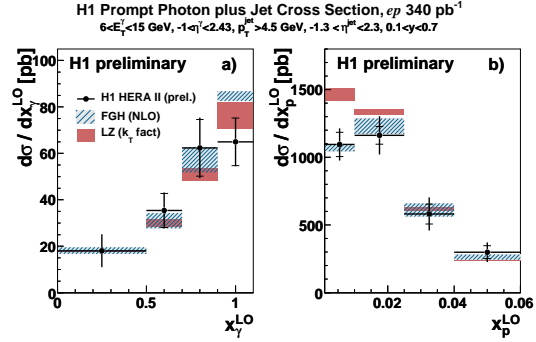 H1 Prompt Photon plus Jet Cross Section, ep 340 pb⁻¹
6<E_T^γ<15 GeV, -1<η^γ<2.43, p_T^jet>4.5 GeV, -1.3 <η^jet<2.3, 0.1<y<0.7
dσ / dx_γ^LO [pb]
100
80
60
40
20
0
H1 preliminary a)
H1 HERA II (prel.)
FGH (NLO)
LZ (k_T fact)
0 0.5 1
x_γ^LO
dσ / dx_p^LO [pb]
1500
1000
500
0
H1 preliminary b)
0.02 0.04 0.06
x_p^LO